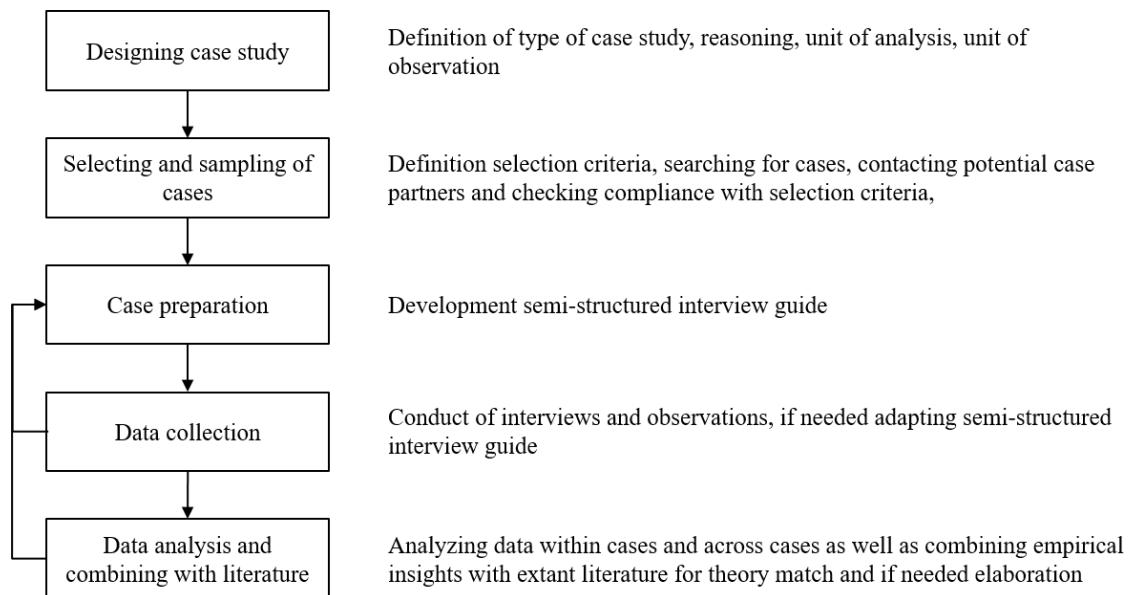 Designing case study
Definition of type of case study, reasoning, unit of analysis, unit of
observation
Selecting and sampling of
cases
Definition selection criteria, searching for cases, contacting potential case
partners and checking compliance with selection criteria,
Case preparation
Development semi-structured interview guide
Data collection
Conduct of interviews and observations, if needed adapting semi-structured
interview guide
Data analysis and
combining with literature
Analyzing data within cases and across cases as well as combining empirical
insights with extant literature for theory match and if needed elaboration